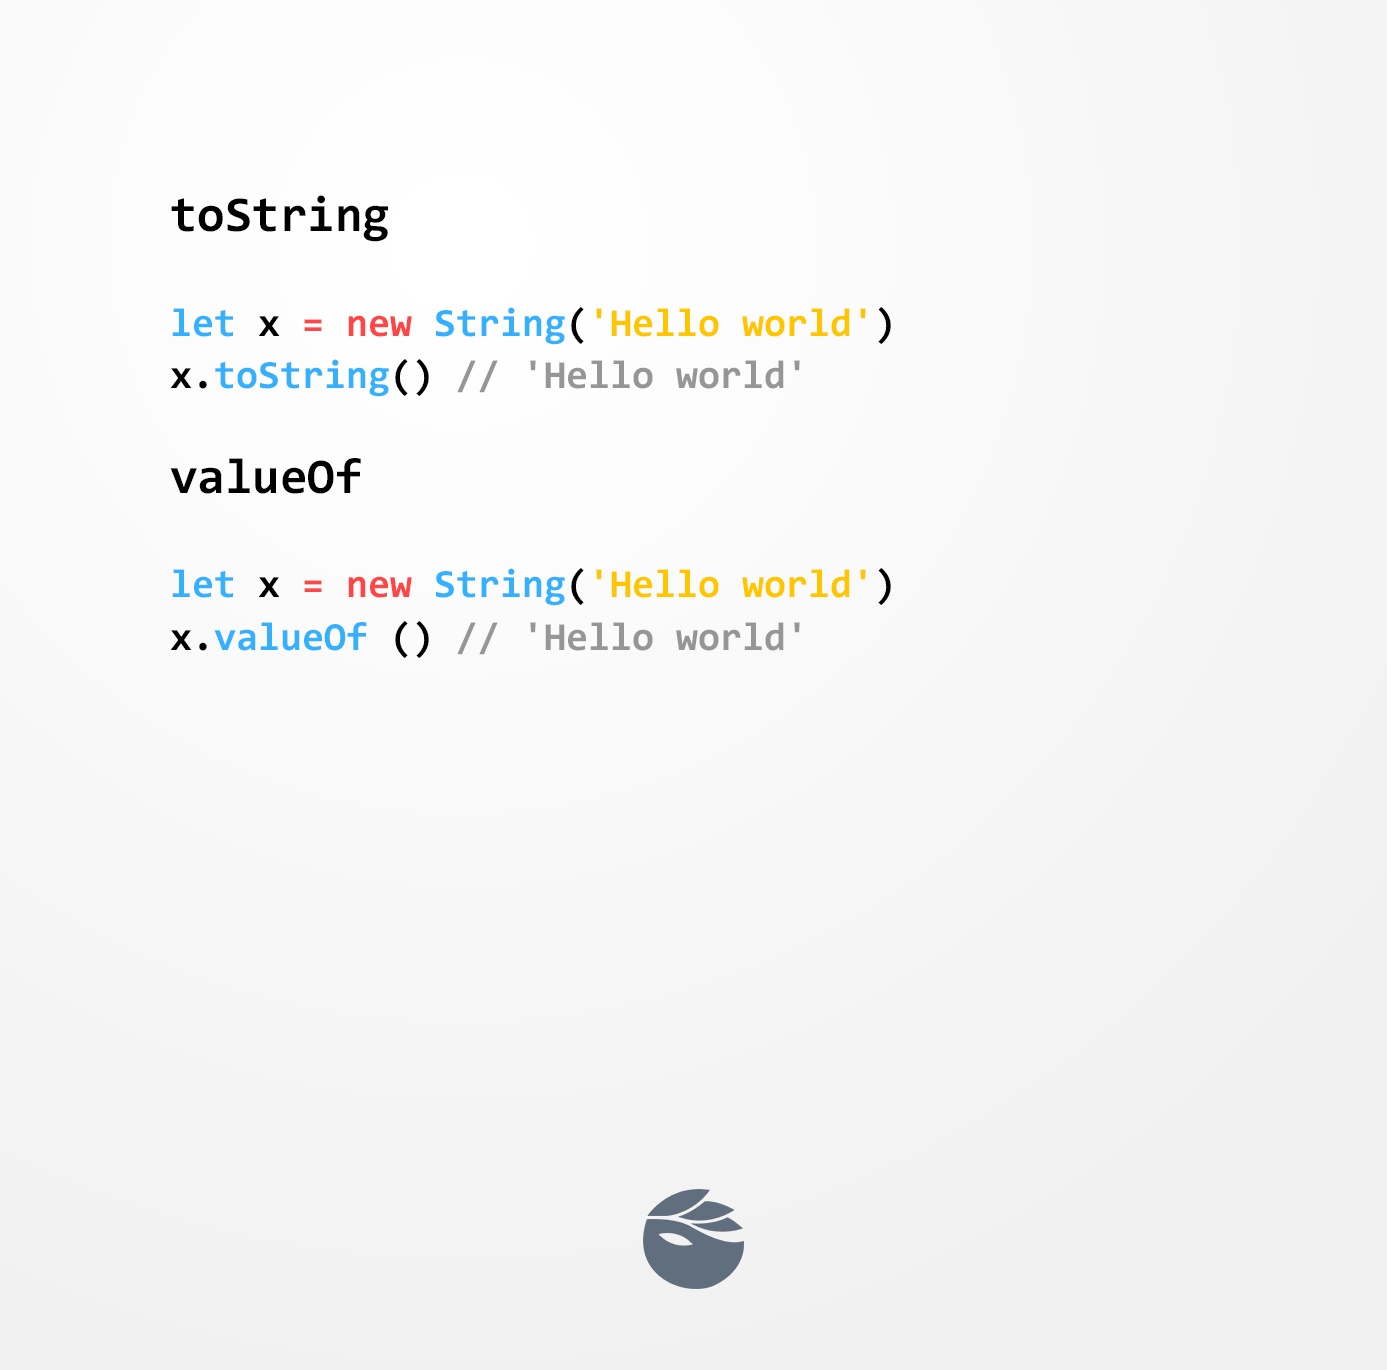 toString
let x = new String('Hello world')
x.toString() // 'Hello world'
valueOf
let x = new String('Hello world')
x.valueOf () // 'Hello world'